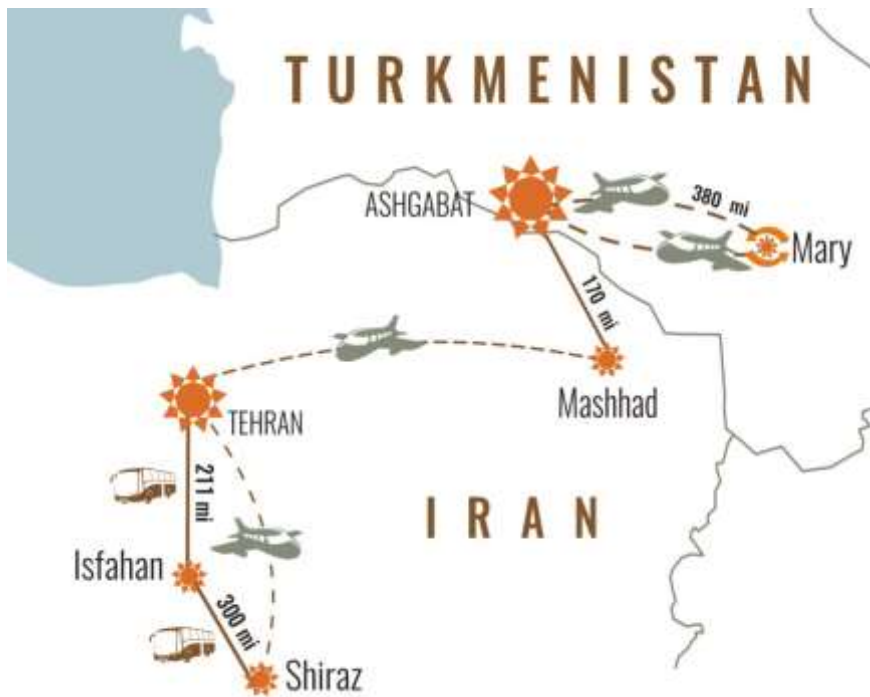 TURKMENISTAN
ASHGABAT
380 mi
Mary
170 mi
Mashhad
TEHRAN
211 mi
IRAN
Isfahan
300 mi
Shiraz